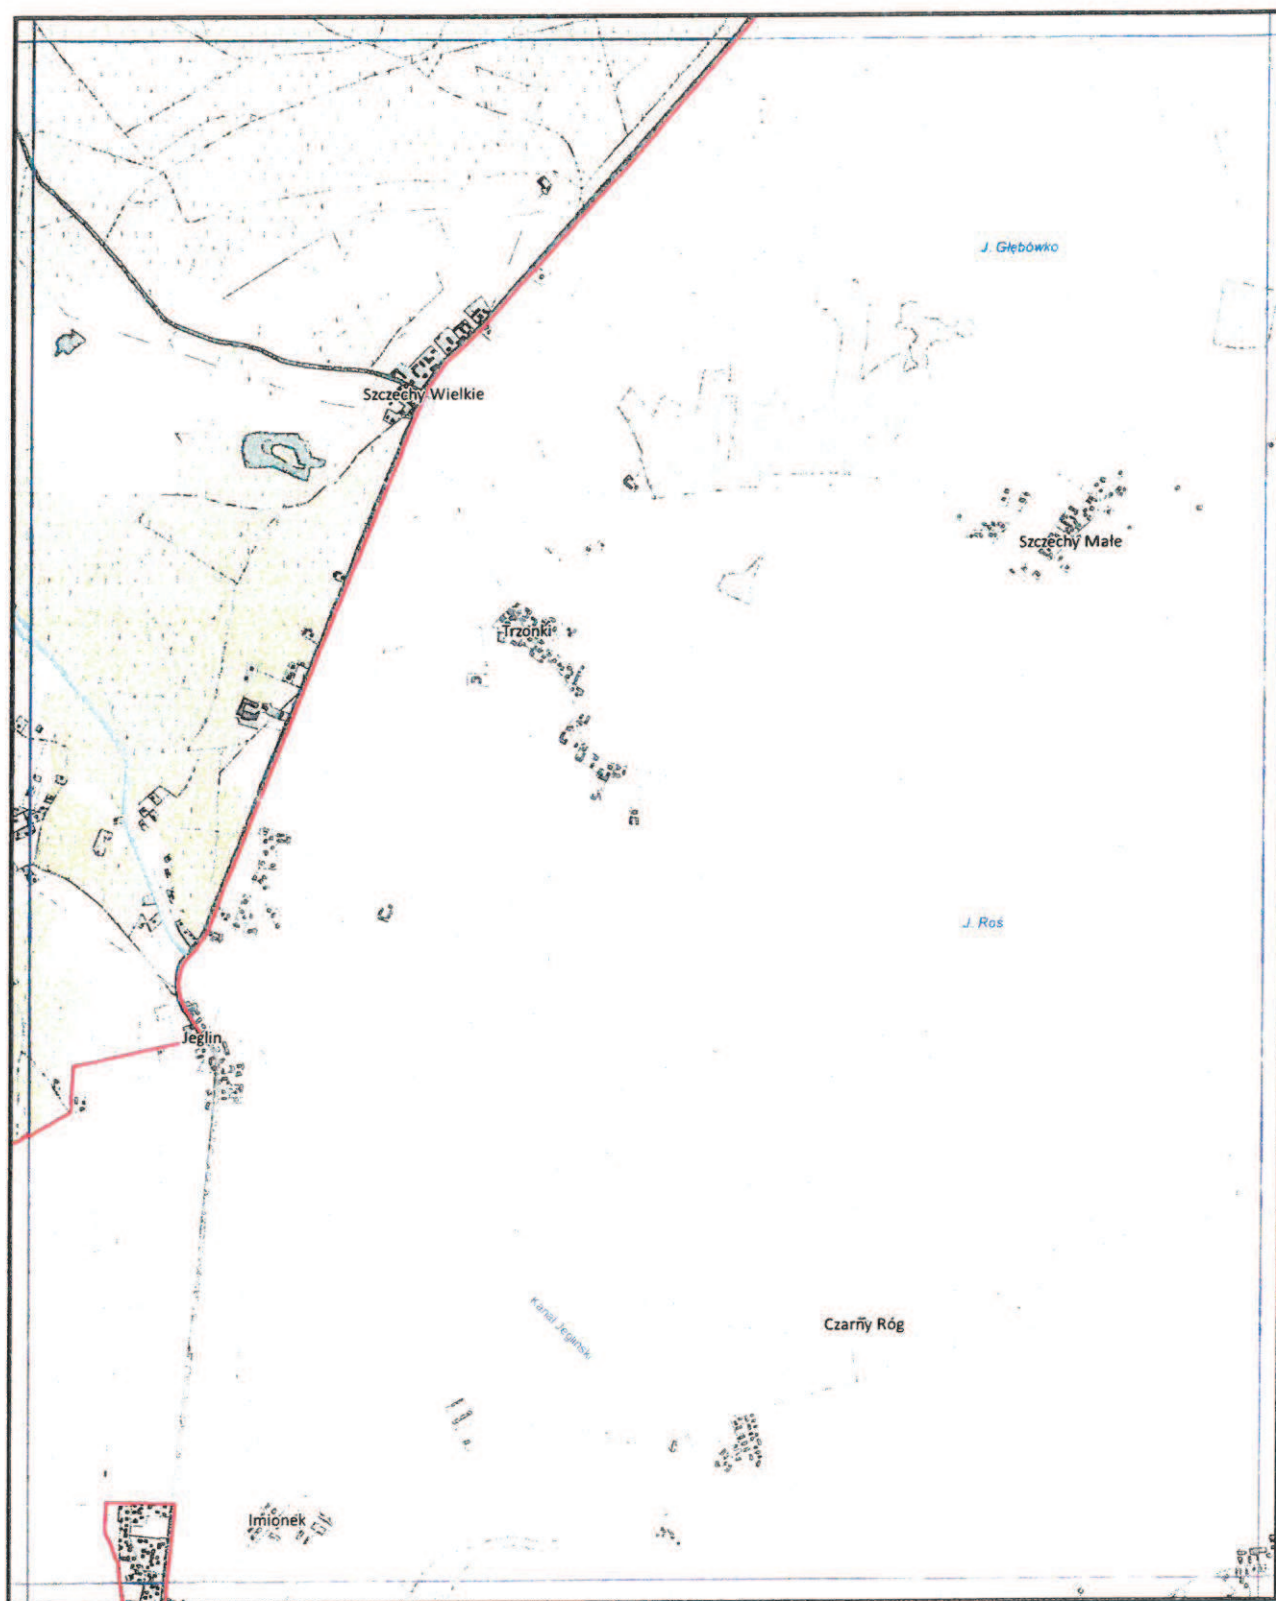 J. Głębówko
Szczechy Wielkie
Szczechy Małe
Trzonki
J. Roś
Jeglin
Kanał Jegliński
Czarny Róg
Imionek